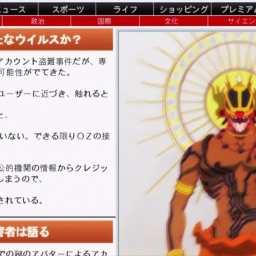 ュース スポーツ ライフ ショッピング プレミア
政治 国際 文化 サイエン
なウイルスか？
アカウント盗難事件だが、専
可能性がでてきた。
ユーザーに近づき、触れると
と、
いない。できる限りOZの接
公的機関の情報からクレジッ
しまうので、
されている。
害者は語る
での謎のアバターによるアカ